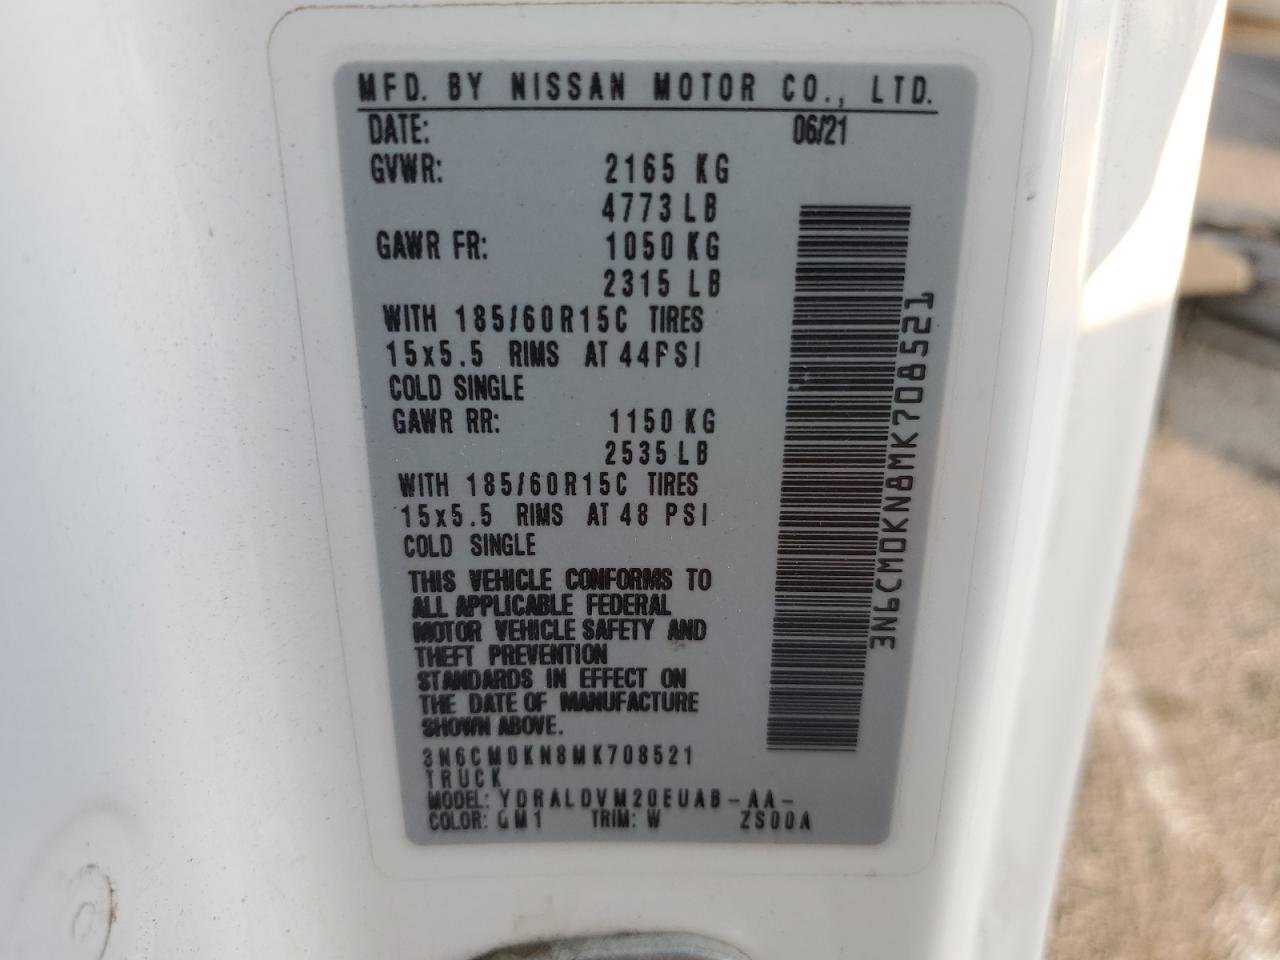 MFD. BY NISSAN MOTOR CO., LTD.
DATE: 06/21
GVWR: 2165 KG
4773 LB
GAWR FR: 1050 KG
2315 LB
WITH 185/60R15C TIRES
15x5.5 RIMS AT 44PSI
COLD SINGLE
GAWR RR: 1150 KG
2535 LB
WITH 185/60R15C TIRES
15x5.5 RIMS AT 48 PSI
COLD SINGLE
THIS VEHICLE CONFORMS TO
ALL APPLICABLE FEDERAL
MOTOR VEHICLE SAFETY AND
THEFT PREVENTION
STANDARDS IN EFFECT ON
THE DATE OF MANUFACTURE
SHOWN ABOVE.
3N6CM0KN8MK708521
TRUCK
MODEL: YDRALDVM20EUAB-AA-
COLOR: QM1 TRIM: W ZS00A
3N6CM0KN8MK708521